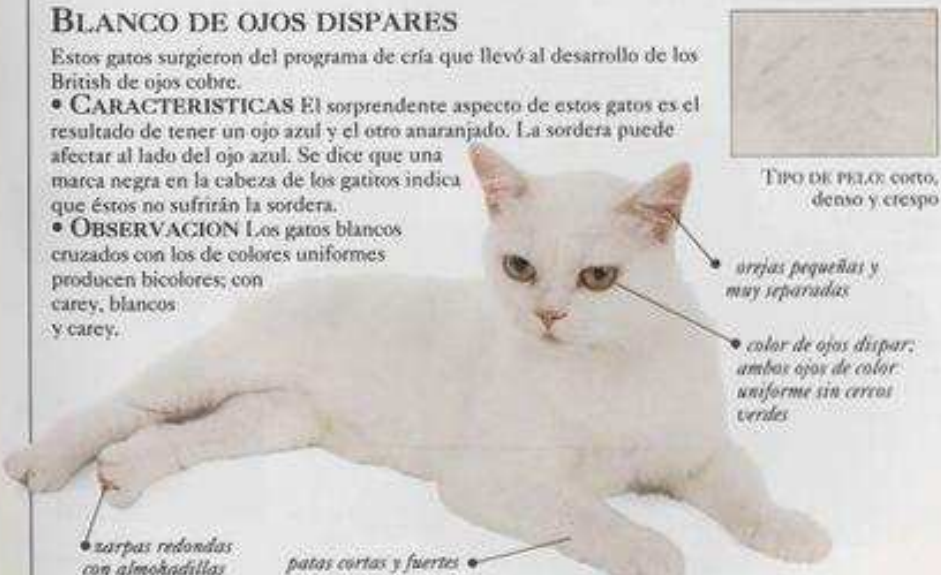 BLANCO DE OJOS DISPARES
Estos gatos surgieron del programa de cría que llevó al desarrollo de los
British de ojos cobre.
• CARACTERISTICAS El sorprendente aspecto de estos gatos es el
resultado de tener un ojo azul y el otro anaranjado. La sordera puede
afectar al lado del ojo azul. Se dice que una
marca negra en la cabeza de los gatitos indica
que éstos no sufrirán la sordera.
• OBSERVACION Los gatos blancos
cruzados con los de colores uniformes
producen bicolores; con
carey, blancos
y carey.
TIPO DE PELO: corto,
denso y crespo
orejas pequeñas y
muy separadas
color de ojos dispar;
ambos ojos de color
uniforme sin cercos
verdes
zarpas redondas
con almohadillas
patas cortas y fuertes